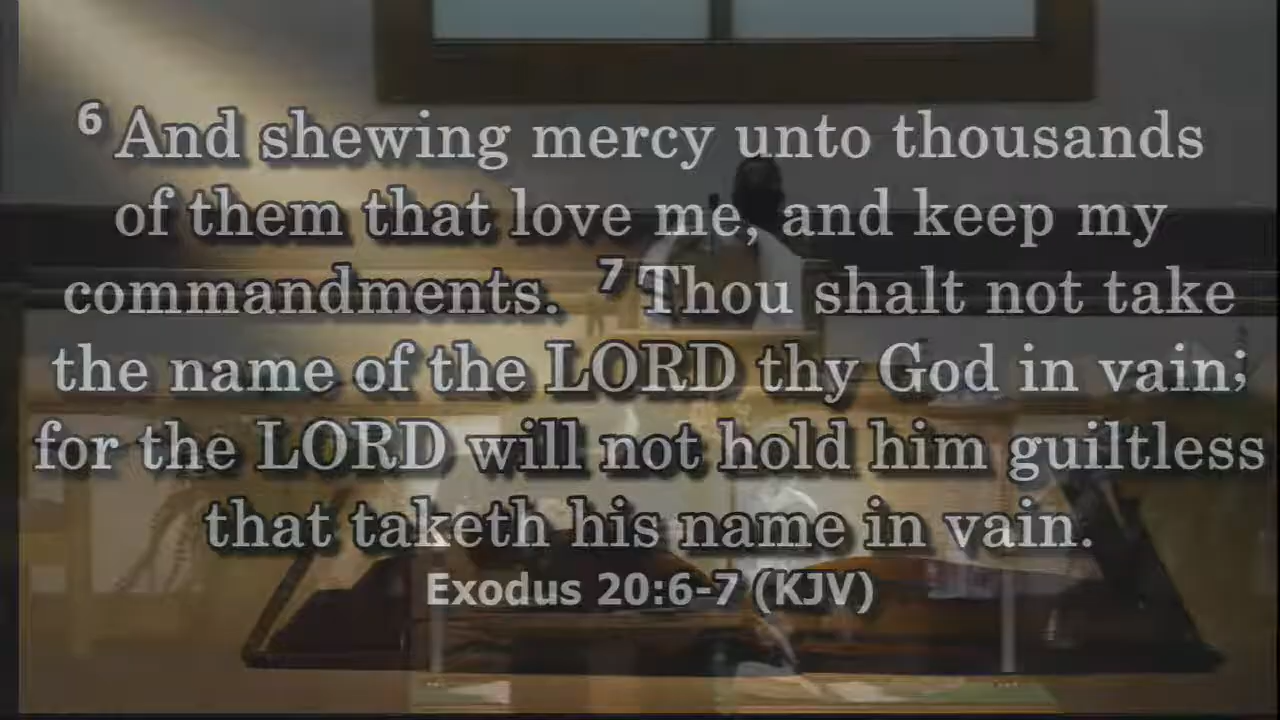 6 And shewing mercy unto thousands
of them that love me, and keep my
commandments. 7 Thou shalt not take
the name of the LORD thy God in vain;
for the LORD will not hold him guiltless
that taketh his name in vain.
Exodus 20:6-7 (KJV)